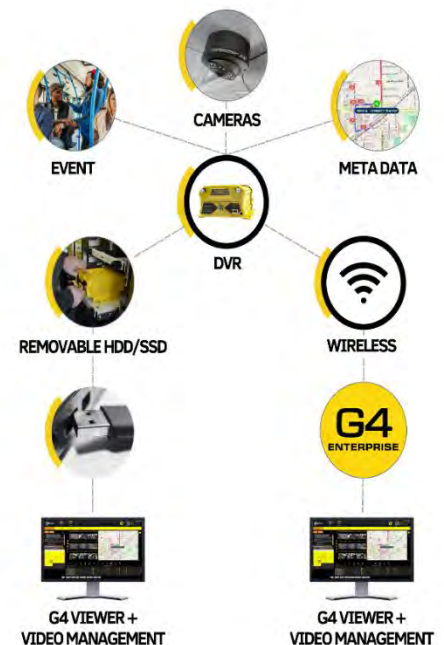 CAMERAS
EVENT
META DATA
DVR
REMOVABLE HDD/SSD
WIRELESS
G4
ENTERPRISE
G4 VIEWER +
VIDEO MANAGEMENT
G4 VIEWER +
VIDEO MANAGEMENT